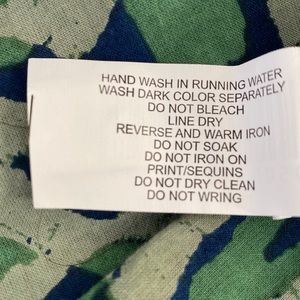 HAND WASH IN RUNNING WATER
WASH DARK COLOR SEPARATELY
DO NOT BLEACH
LINE DRY
REVERSE AND WARM IRON
DO NOT SOAK
DO NOT IRON ON
PRINT/SEQUINS
DO NOT DRY CLEAN
DO NOT WRING